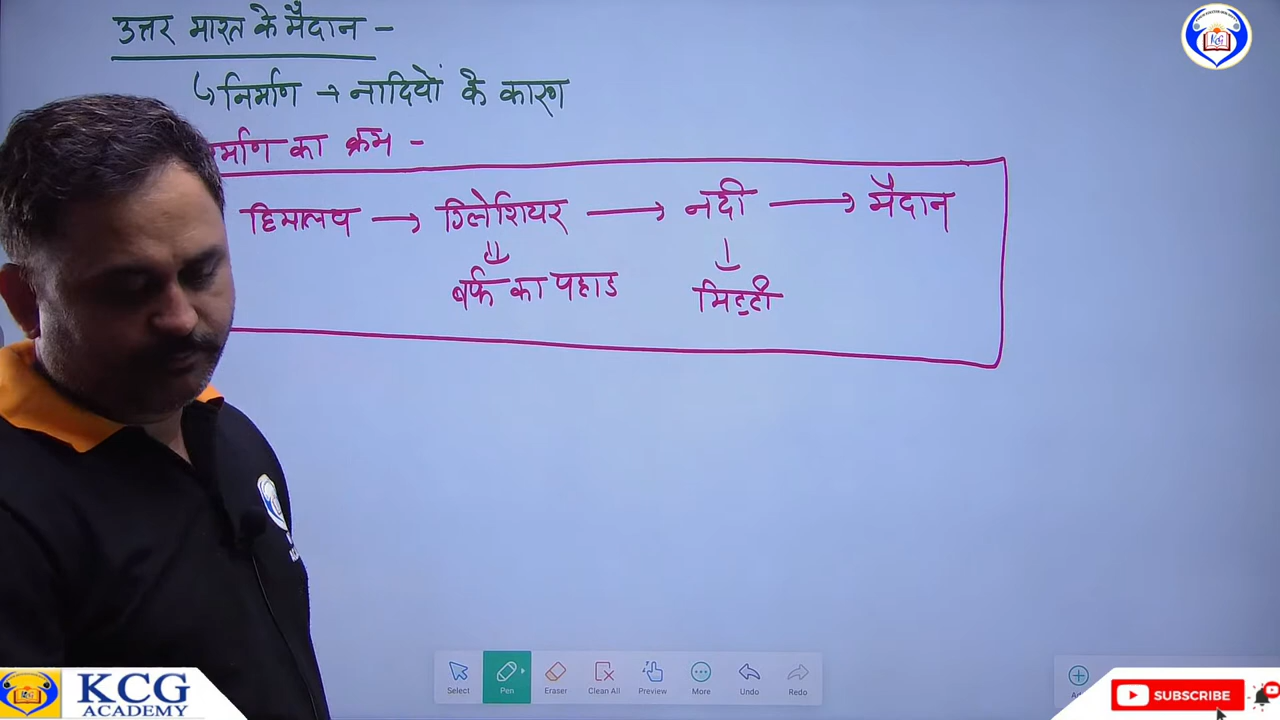 उत्तर भारत के मैदान -
↳ निर्माण → नादियों के कारण
र्माण का क्रम -
हिमालय → ग्लेशियर → नदी → मैदान
बर्फ का पहाड
मिट्टी
KCG
Select
Pen
Eraser
Clean All
Preview
More
Undo
Redo
KCG
ACADEMY
SUBSCRIBE